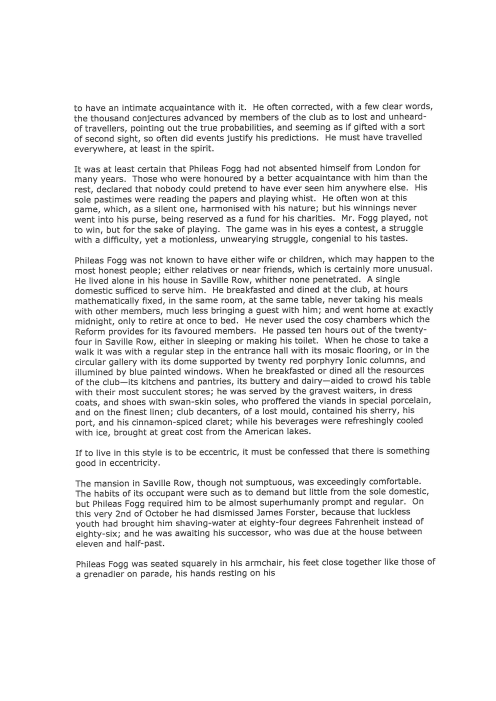 to have an intimate acquaintance with it.  He often corrected, with a few clear words,
the thousand conjectures advanced by members of the club as to lost and unheard-
of travellers, pointing out the true probabilities, and seeming as if gifted with a sort
of second sight, so often did events justify his predictions.  He must have travelled
everywhere, at least in the spirit.

It was at least certain that Phileas Fogg had not absented himself from London for
many years.  Those who were honoured by a better acquaintance with him than the
rest, declared that nobody could pretend to have ever seen him anywhere else.  His
sole pastimes were reading the papers and playing whist.  He often won at this
game, which, as a silent one, harmonised with his nature; but his winnings never
went into his purse, being reserved as a fund for his charities.  Mr. Fogg played, not
to win, but for the sake of playing.  The game was in his eyes a contest, a struggle
with a difficulty, yet a motionless, unwearying struggle, congenial to his tastes.

Phileas Fogg was not known to have either wife or children, which may happen to the
most honest people; either relatives or near friends, which is certainly more unusual.
He lived alone in his house in Saville Row, whither none penetrated.  A single
domestic sufficed to serve him.  He breakfasted and dined at the club, at hours
mathematically fixed, in the same room, at the same table, never taking his meals
with other members, much less bringing a guest with him; and went home at exactly
midnight, only to retire at once to bed.  He never used the cosy chambers which the
Reform provides for its favoured members.  He passed ten hours out of the twenty-
four in Saville Row, either in sleeping or making his toilet.  When he chose to take a
walk it was with a regular step in the entrance hall with its mosaic flooring, or in the
circular gallery with its dome supported by twenty red porphyry Ionic columns, and
illumined by blue painted windows. When he breakfasted or dined all the resources
of the club—its kitchens and pantries, its buttery and dairy—aided to crowd his table
with their most succulent stores; he was served by the gravest waiters, in dress
coats, and shoes with swan-skin soles, who proffered the viands in special porcelain,
and on the finest linen; club decanters, of a lost mould, contained his sherry, his
port, and his cinnamon-spiced claret; while his beverages were refreshingly cooled
with ice, brought at great cost from the American lakes.

If to live in this style is to be eccentric, it must be confessed that there is something
good in eccentricity.

The mansion in Saville Row, though not sumptuous, was exceedingly comfortable.
The habits of its occupant were such as to demand but little from the sole domestic,
but Phileas Fogg required him to be almost superhumanly prompt and regular.  On
this very 2nd of October he had dismissed James Forster, because that luckless
youth had brought him shaving-water at eighty-four degrees Fahrenheit instead of
eighty-six; and he was awaiting his successor, who was due at the house between
eleven and half-past.

Phileas Fogg was seated squarely in his armchair, his feet close together like those of
a grenadier on parade, his hands resting on his